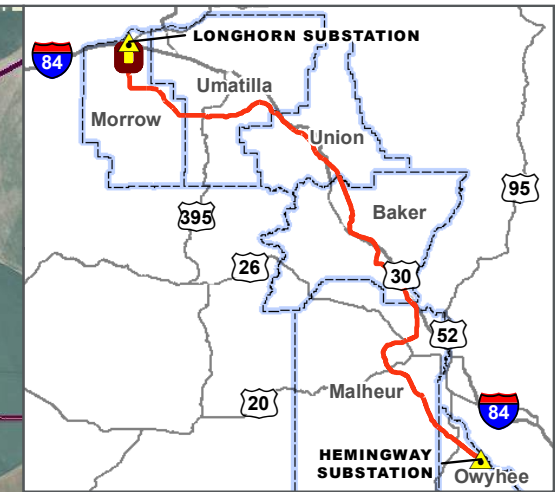 LONGHORN SUBSTATION
84
Umatilla
Morrow
Union
95
Baker
395
26
30
52
Malheur
20
84
HEMINGWAY
SUBSTATION
Owyhee